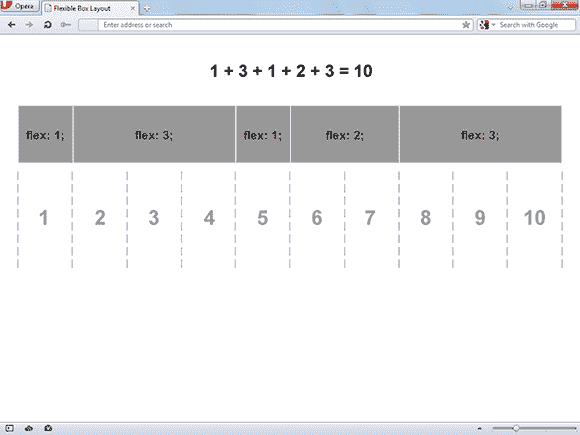 Opera
Flexible Box Layout
Enter address or search
Search with Google
1 + 3 + 1 + 2 + 3 = 10
flex: 1; flex: 3; flex: 1; flex: 2; flex: 3;
1 2 3 4 5 6 7 8 9 10